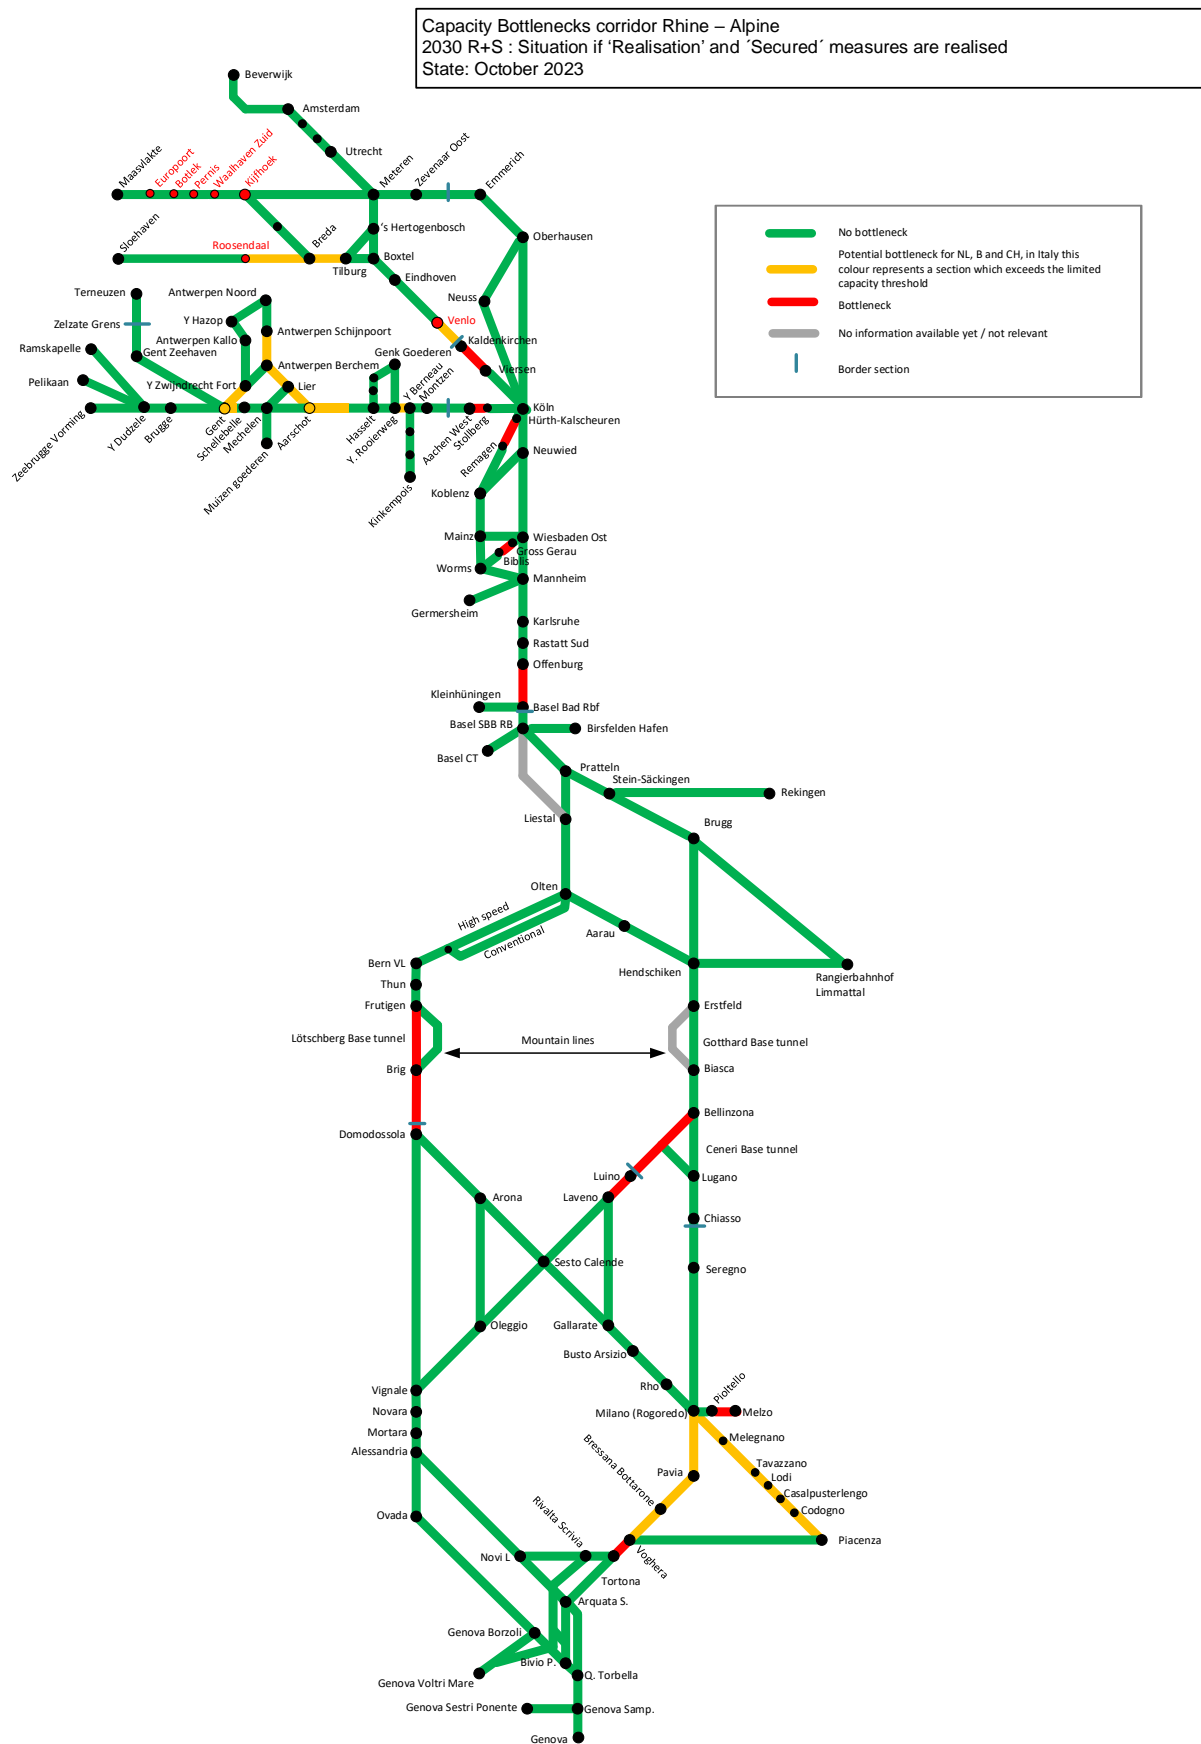 Capacity Bottlenecks corridor Rhine – Alpine
2030 R+S : Situation if ‘Realisation’ and ´Secured´ measures are realised
State: October 2023
Beverwijk
Amsterdam
Utrecht
Maasvlakte
Europoort
Botlek
Pernis
Waalhaven Zuid
Kijfhoek
Meteren
Zevenaar Oost
Emmerich
Sloehaven
Roosendaal
Breda
's Hertogenbosch
Oberhausen
Tilburg
Boxtel
Eindhoven
No bottleneck
Potential bottleneck for NL, B and CH, in Italy this
colour represents a section which exceeds the limited
capacity threshold
Bottleneck
No information available yet / not relevant
Border section
Terneuzen
Antwerpen Noord
Neuss
Zelzate Grens
Y Hazop
Antwerpen Schijnpoort
Venlo
Ramskapelle
Antwerpen Kallo
Kaldenkirchen
Gent Zeehaven
Genk Goederen
Antwerpen Berchem
Viersen
Pelikaan
Y Zwijndrecht Fort
Lier
Y Berneau
Montzen
Zeebrugge Vorming
Y Dudzele
Brugge
Gent
Schellebelle
Mechelen
Muizen goederen
Aarschot
Hasselt
Y. Rooierweg
Kinkempois
Aachen West
Stollberg
Köln
Hürth-Kalscheuren
Remagen
Neuwied
Koblenz
Mainz
Wiesbaden Ost
Gross Gerau
Biblis
Worms
Mannheim
Germersheim
Karlsruhe
Rastatt Sud
Offenburg
Kleinhüningen
Basel Bad Rbf
Basel SBB RB
Birsfelden Hafen
Basel CT
Pratteln
Stein-Säckingen
Rekingen
Liestal
Brugg
Olten
High speed
Conventional
Aarau
Bern VL
Hendschiken
Rangierbahnhof
Limmattal
Thun
Frutigen
Erstfeld
Lötschberg Base tunnel
Mountain lines
Gotthard Base tunnel
Brig
Biasca
Bellinzona
Domodossola
Ceneri Base tunnel
Luino
Lugano
Arona
Laveno
Chiasso
Sesto Calende
Seregno
Oleggio
Gallarate
Busto Arsizio
Rho
Vignale
Pioltello
Novara
Milano (Rogoredo)
Melzo
Mortara
Melegnano
Alessandria
Bressana Bottarone
Pavia
Tavazzano
Lodi
Casalpusterlengo
Codogno
Ovada
Rivalta Scrivia
Voghera
Piacenza
Novi L
Tortona
Arquata S.
Genova Borzoli
Bivio P.
Genova Voltri Mare
Q. Torbella
Genova Sestri Ponente
Genova Samp.
Genova